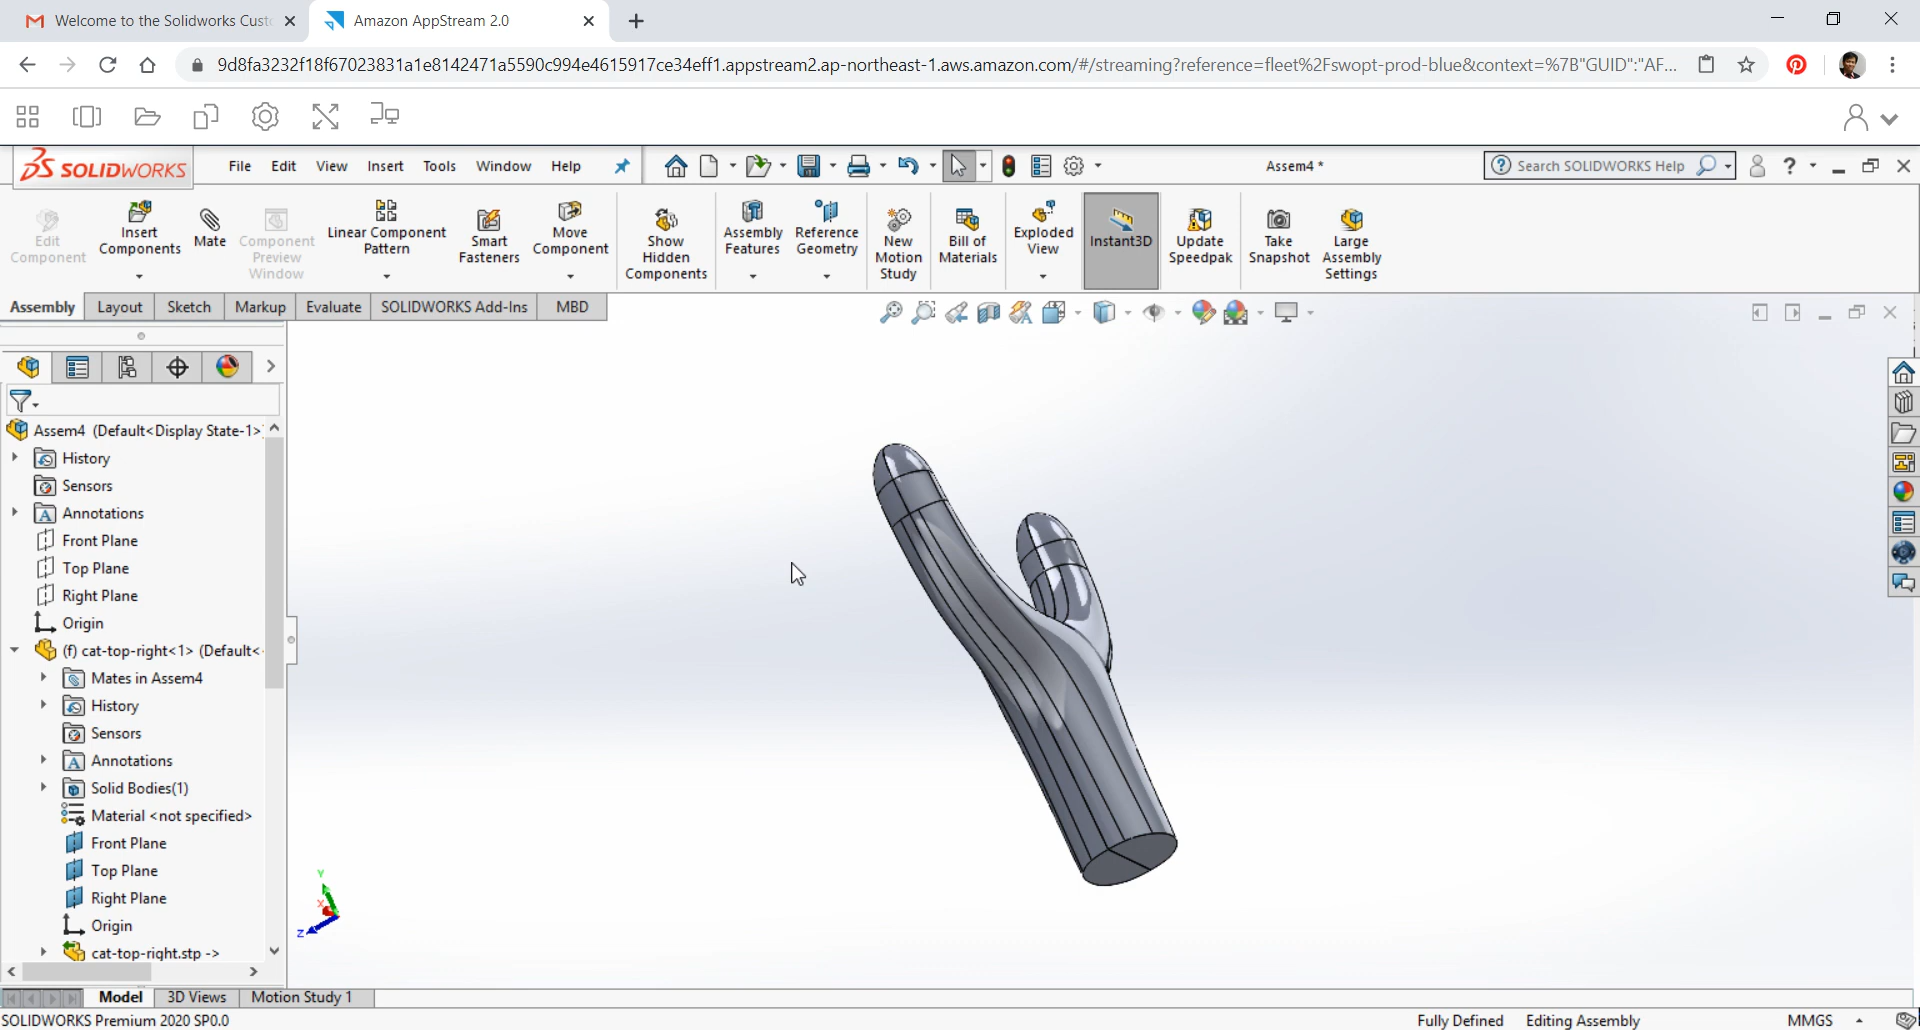 Welcome to the Solidworks Cust
Amazon AppStream 2.0
9d8fa3232f18f67023831a1e8142471a5590c994e4615917ce34eff1.appstream2.ap-northeast-1.aws.amazon.com/#/streaming?reference=fleet%2Fswopt-prod-blue&context=%7B"GUID":"AF...
SOLIDWORKS File Edit View Insert Tools Window Help Assem4 * Search SOLIDWORKS Help
Edit Component
Insert Components
Mate
Component Preview Window
Linear Component Pattern
Smart Fasteners
Move Component
Show Hidden Components
Assembly Features
Reference Geometry
New Motion Study
Bill of Materials
Exploded View
Instant3D
Update Speedpak
Take Snapshot
Large Assembly Settings
Assembly Layout Sketch Markup Evaluate SOLIDWORKS Add-Ins MBD
Assem4 (Default<Display State-1>
History
Sensors
Annotations
Front Plane
Top Plane
Right Plane
Origin
(f) cat-top-right<1> (Default<
Mates in Assem4
History
Sensors
Annotations
Solid Bodies(1)
Material <not specified>
Front Plane
Top Plane
Right Plane
Origin
cat-top-right.stp ->
Y
X
Z
Model 3D Views Motion Study 1
SOLIDWORKS Premium 2020 SP0.0 Fully Defined Editing Assembly MMGS